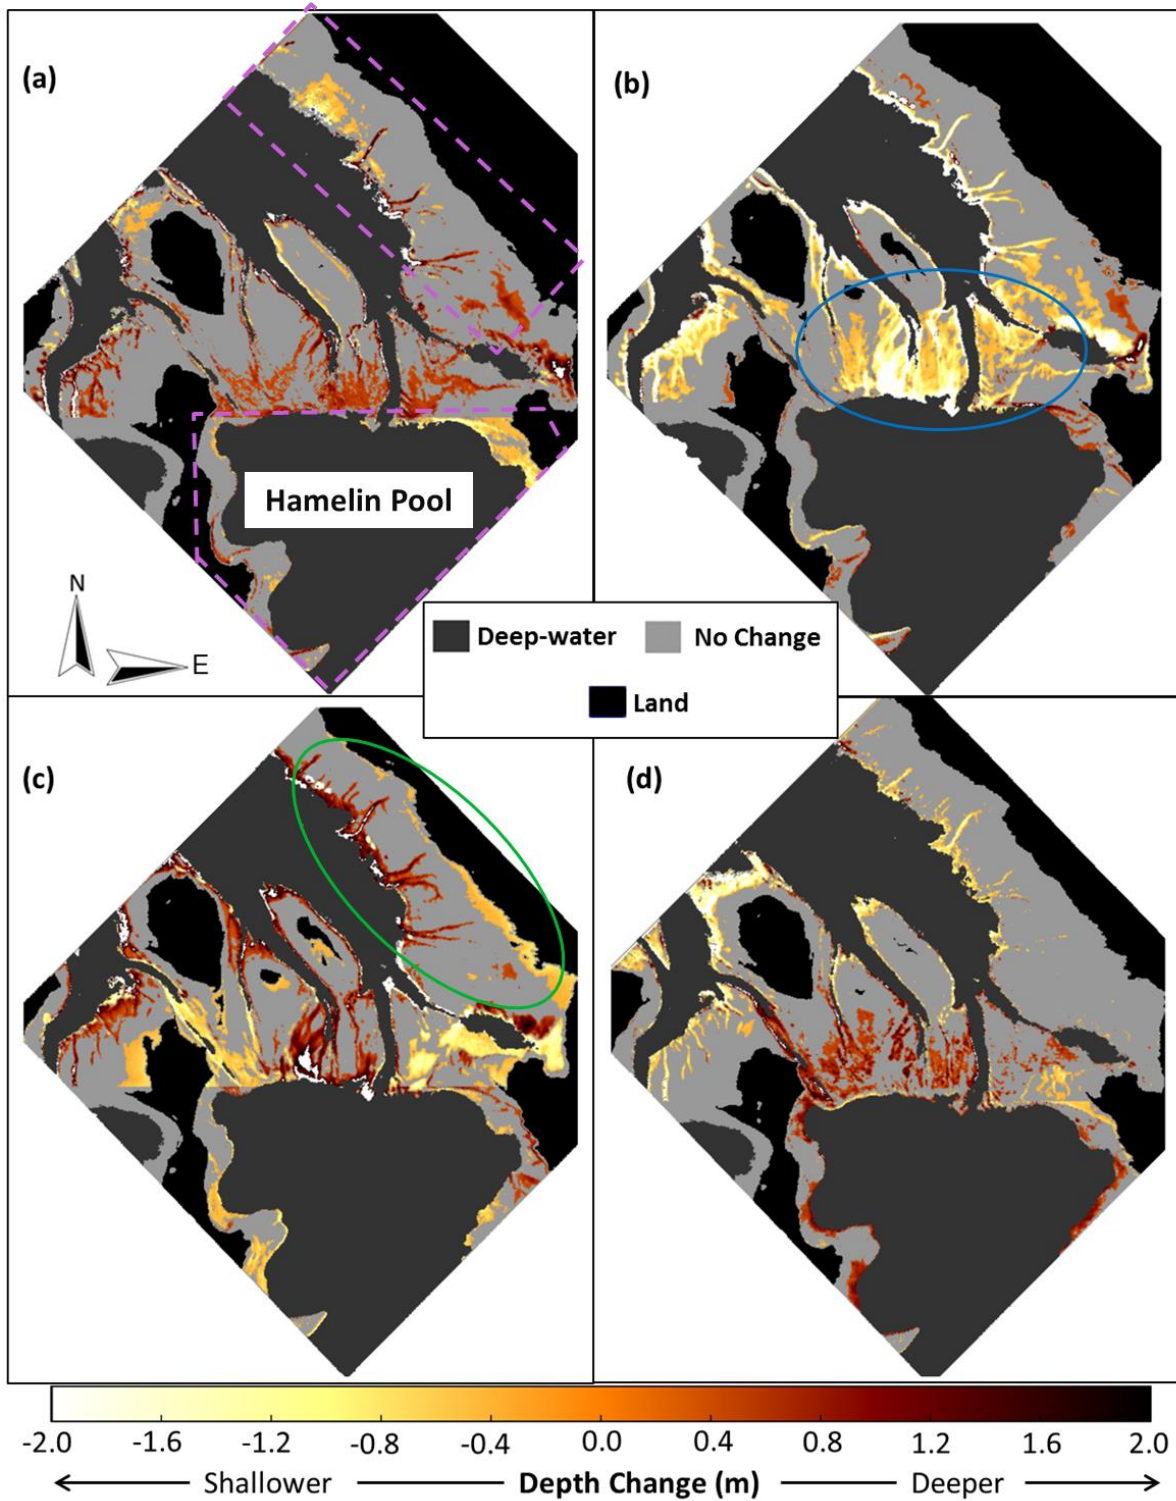 (a)
(b)
Hamelin Pool
N
E
Deep-water
No Change
Land
(c)
(d)
-2.0 -1.6 -1.2 -0.8 -0.4 0.0 0.4 0.8 1.2 1.6 2.0
Shallower Depth Change (m) Deeper